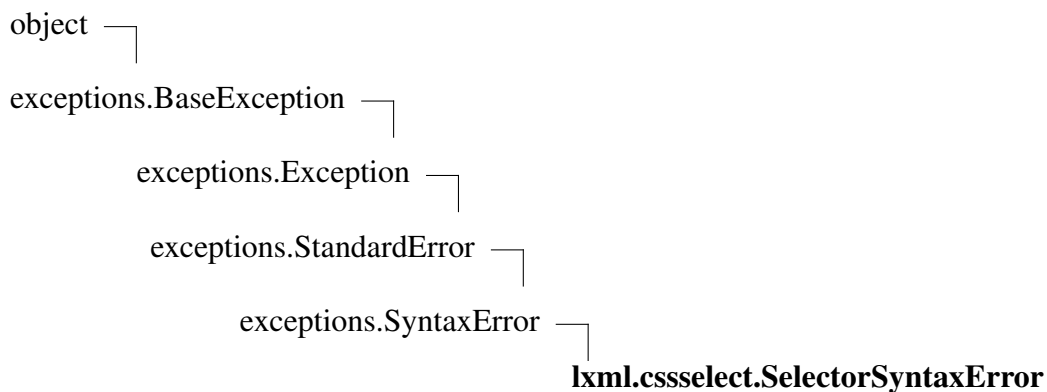 object
exceptions.BaseException
exceptions.Exception
exceptions.StandardError
exceptions.SyntaxError
lxml.cssselect.SelectorSyntaxError